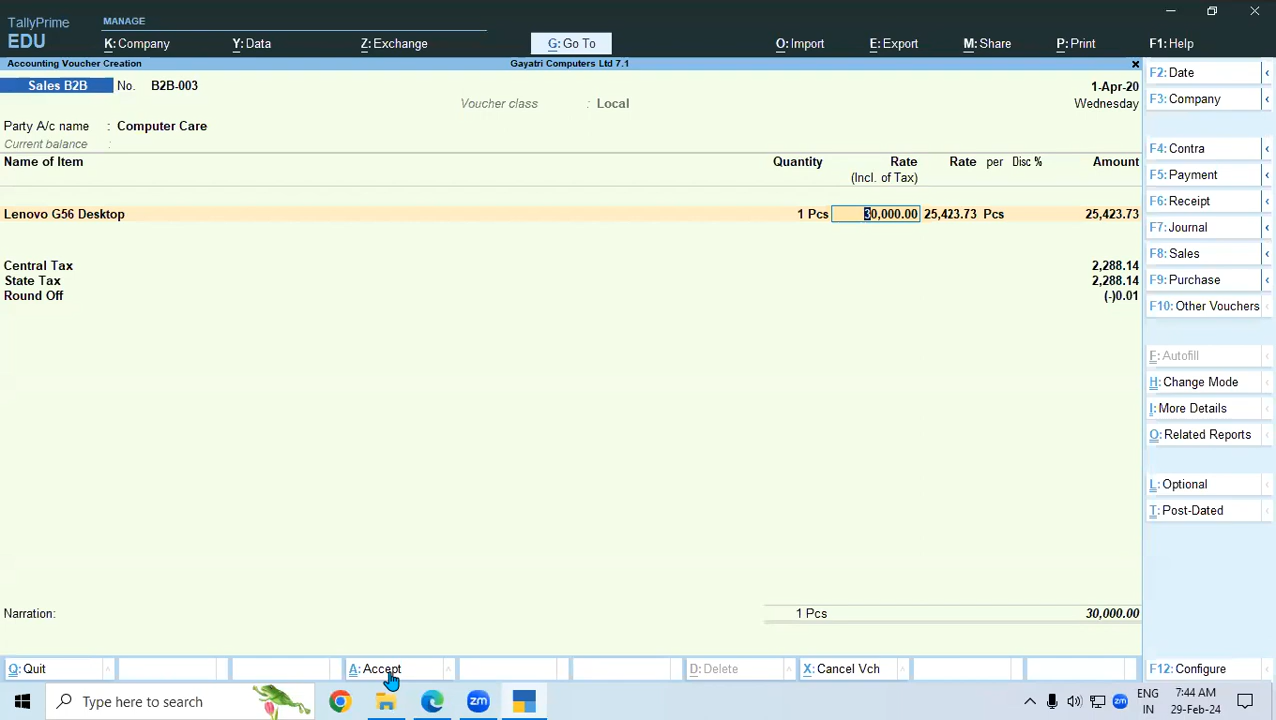 TallyPrime
EDU
MANAGE
K: Company
Y: Data
Z: Exchange
G: Go To
O: Import
E: Export
M: Share
P: Print
F1: Help
Accounting Voucher Creation
Gayatri Computers Ltd 7.1
Sales B2B No. B2B-003
1-Apr-20
Voucher class : Local
Wednesday
Party A/c name : Computer Care
Current balance :
Name of Item Quantity Rate Rate per Disc % Amount
(Incl. of Tax)
Lenovo G56 Desktop 1 Pcs 30,000.00 25,423.73 Pcs 25,423.73
Central Tax 2,288.14
State Tax 2,288.14
Round Off (-)0.01
Narration: 1 Pcs 30,000.00
F2: Date
F3: Company
F4: Contra
F5: Payment
F6: Receipt
F7: Journal
F8: Sales
F9: Purchase
F10: Other Vouchers
F: Autofill
H: Change Mode
I: More Details
O: Related Reports
L: Optional
T: Post-Dated
Q: Quit
A: Accept
D: Delete
X: Cancel Vch
F12: Configure
Type here to search
zm
zm
ENG
IN
7:44 AM
29-Feb-24